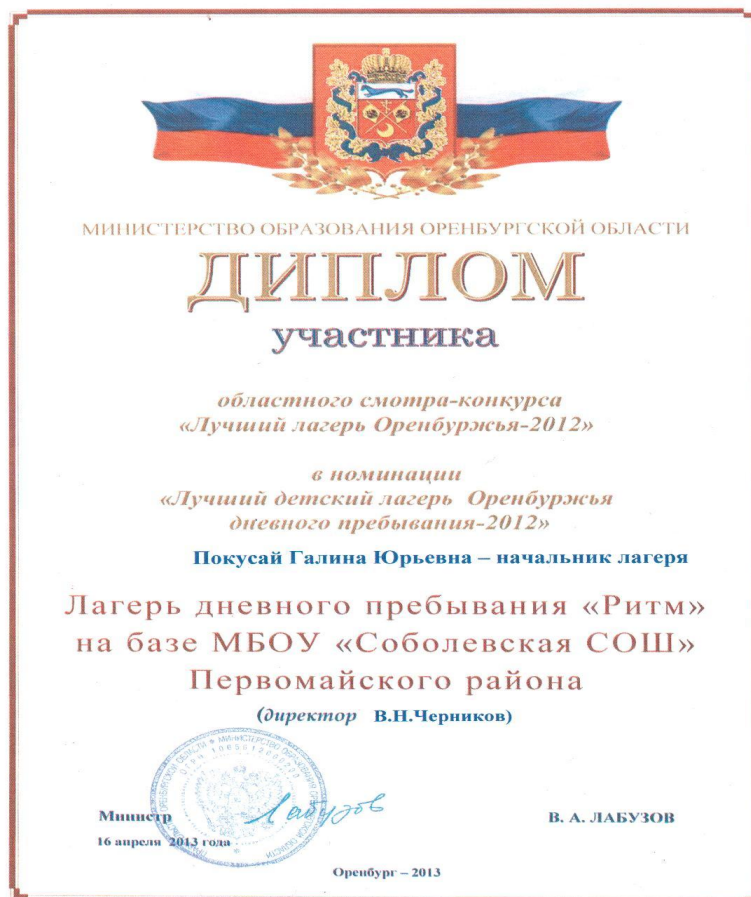 МИНИСТЕРСТВО ОБРАЗОВАНИЯ ОРЕНБУРГСКОЙ ОБЛАСТИ
ДИПЛОМ
участника
областного смотра-конкурса
«Лучший лагерь Оренбуржья-2012»
в номинации
«Лучший детский лагерь Оренбуржья
дневного пребывания-2012»
Покусай Галина Юрьевна – начальник лагеря
Лагерь дневного пребывания «Ритм»
на базе МБОУ «Соболевская СОШ»
Первомайского района
(директор В.Н.Черников)
Министр Лабузов В. А. ЛАБУЗОВ
16 апреля 2013 года
Оренбург – 2013